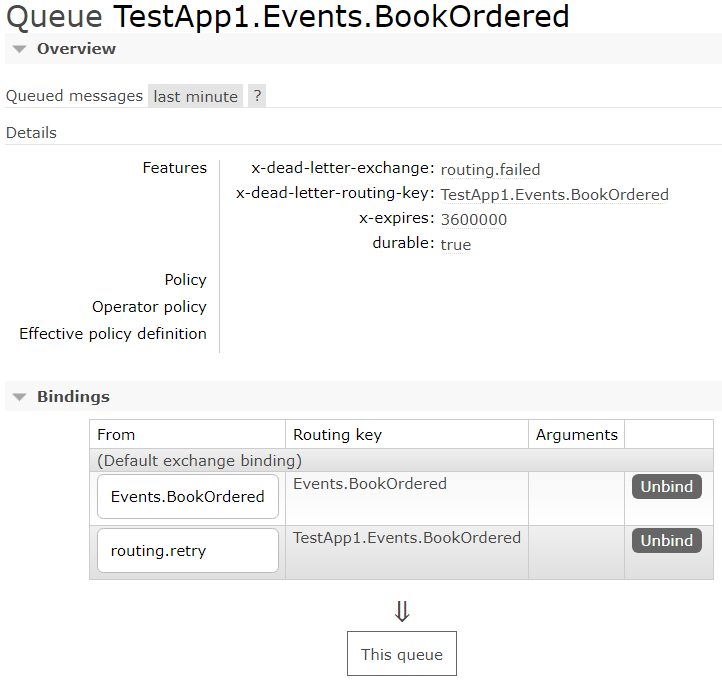 Queue TestApp1.Events.BookOrdered
Overview
Queued messages last minute ?
Details
Features x-dead-letter-exchange: routing.failed
x-dead-letter-routing-key: TestApp1.Events.BookOrdered
x-expires: 3600000
durable: true
Policy
Operator policy
Effective policy definition
Bindings
From Routing key Arguments
(Default exchange binding)
Events.BookOrdered Events.BookOrdered Unbind
routing.retry TestApp1.Events.BookOrdered Unbind
⇓
This queue